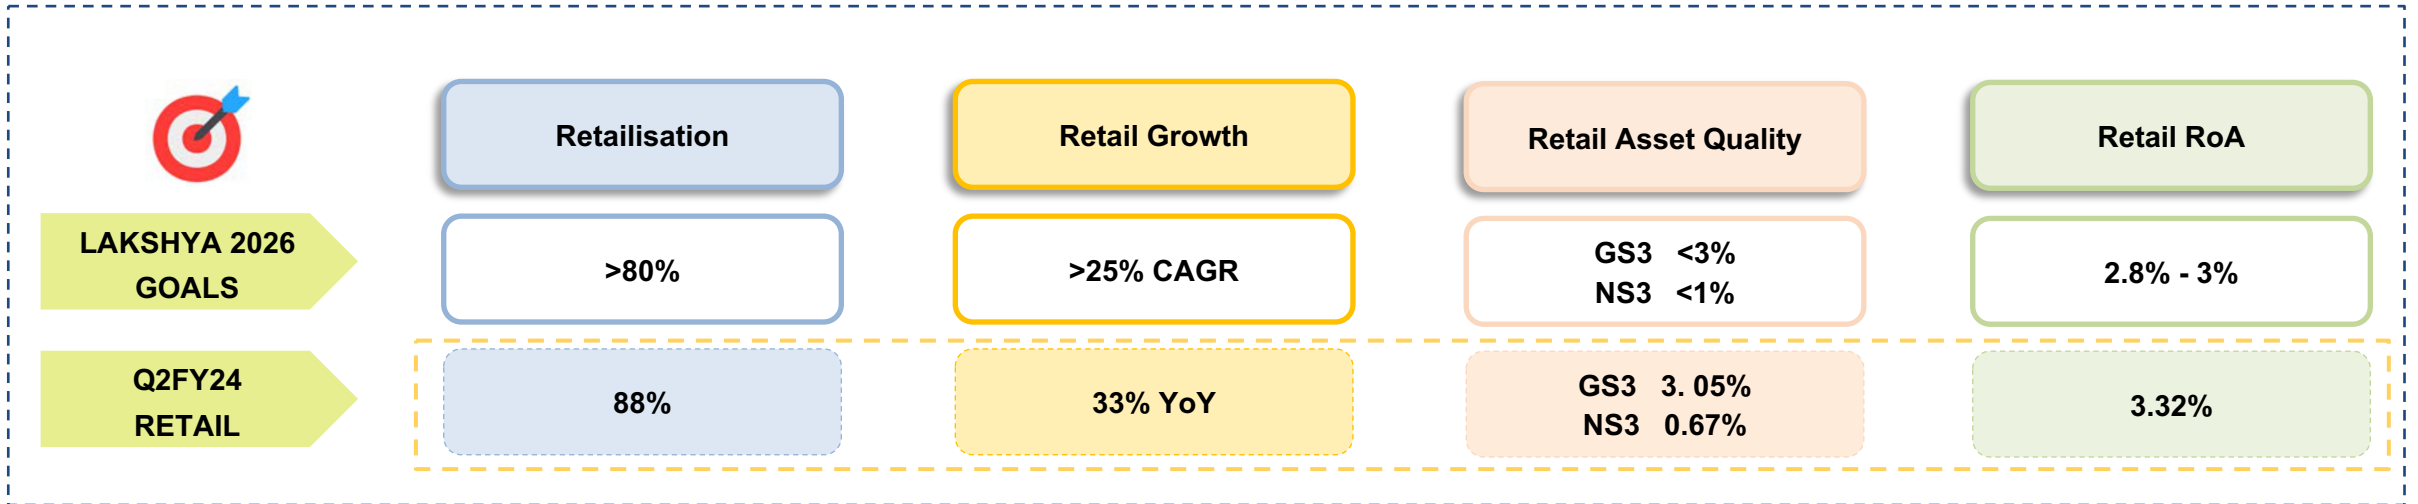 Retailisation
Retail Growth
Retail Asset Quality
Retail RoA
LAKSHYA 2026
GOALS
>80%
>25% CAGR
GS3 <3%
NS3 <1%
2.8% - 3%
Q2FY24
RETAIL
88%
33% YoY
GS3 3. 05%
NS3 0.67%
3.32%